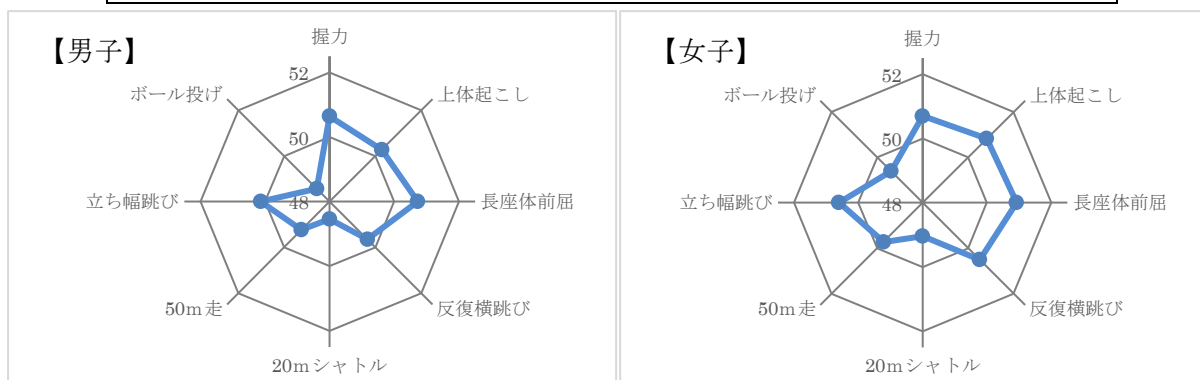 【男子】
握力
52
ボール投げ
上体起こし
50
立ち幅跳び
48
長座体前屈
50m走
反復横跳び
20mシャトル
【女子】
握力
52
ボール投げ
上体起こし
50
立ち幅跳び
48
長座体前屈
50m走
反復横跳び
20mシャトル